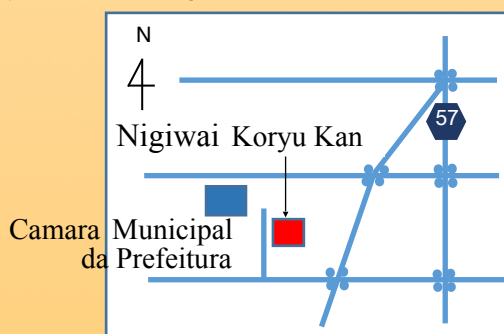 N
57
Nigiwai Koryu Kan
Camara Municipal
da Prefeitura